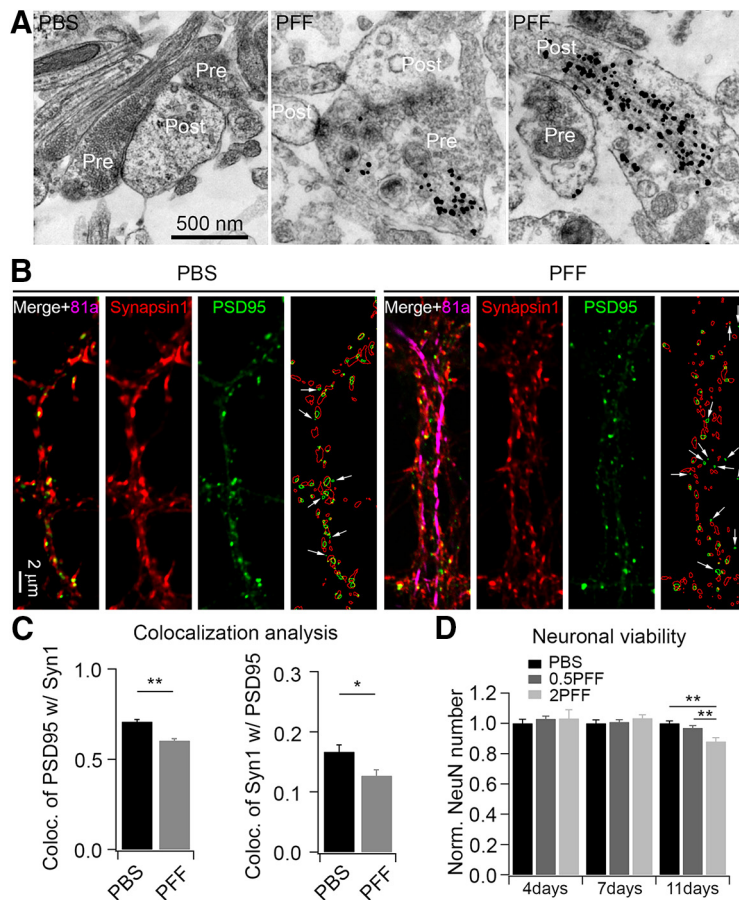 A
PBS
Pre
Post
Pre
500 nm
PFF
Post
Post
Pre
PFF
Post
Pre
B
PBS
PFF
Merge+81a
Synapsin1
PSD95
Merge+81a
Synapsin1
PSD95
2 µm
C
Colocalization analysis
Coloc. of PSD95 w/ Syn1
1.0
0.5
0.0
**
PBS
PFF
Coloc. of Syn1 w/ PSD95
0.3
0.2
0.1
0.0
*
PBS
PFF
D
Neuronal viability
PBS
0.5PFF
2PFF
Norm. NeuN number
1.2
1.0
0.8
0.6
0.4
0.2
0.0
**
**
4days
7days
11days